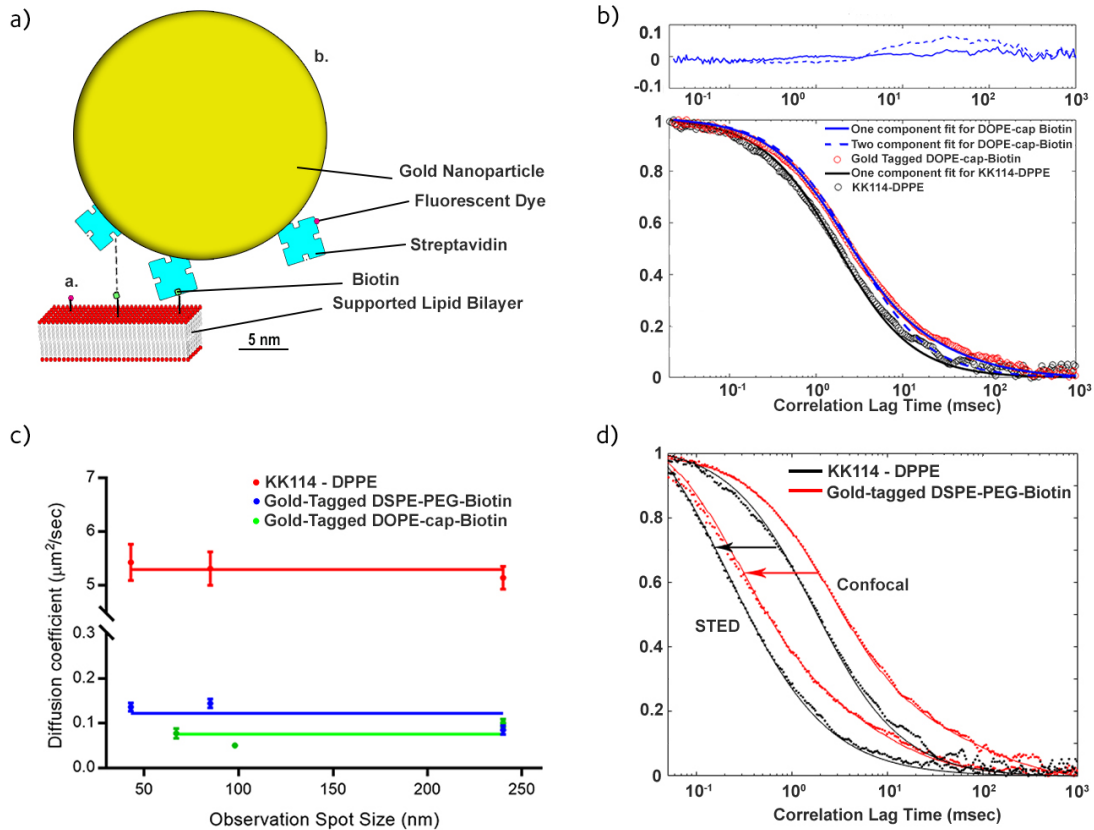 a)
b.
Gold Nanoparticle
Fluorescent Dye
Streptavidin
Biotin
a.
Supported Lipid Bilayer
5 nm
b)
0.1
0
-0.1
10⁻¹ 10⁰ 10¹ 10² 10³
1
0.8
0.6
0.4
0.2
0
One component fit for DOPE-cap Biotin
Two component fit for DOPE-cap-Biotin
Gold Tagged DOPE-cap-Biotin
One component fit for KK114-DPPE
KK114-DPPE
10⁻¹ 10⁰ 10¹ 10² 10³
Correlation Lag Time (msec)
c)
Diffusion coefficient (μm²/sec)
7
6
5
0.3
0.2
0.1
0.0
KK114 - DPPE
Gold-Tagged DSPE-PEG-Biotin
Gold-Tagged DOPE-cap-Biotin
50 100 150 200 250
Observation Spot Size (nm)
d)
1
0.8
0.6
0.4
0.2
0
KK114 - DPPE
Gold-tagged DSPE-PEG-Biotin
Confocal
STED
10⁻¹ 10⁰ 10¹ 10² 10³
Correlation Lag Time (msec)